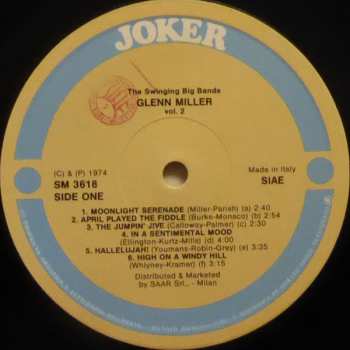 JOKER
The Swinging Big Bands
GLENN MILLER
vol. 2
(C) & (P) 1974
Made in Italy
SM 3618
SIAE
SIDE ONE
1. MOONLIGHT SERENADE (Miller-Parish) (a) 2:40
2. APRIL PLAYED THE FIDDLE (Burke-Monaco) (b) 2:54
3. THE JUMPIN' JIVE (Calloway-Palmer) (c) 2:30
4. IN A SENTIMENTAL MOOD
(Ellington-Kurtz-Mills) (d) 3:15
5. HALLELUJAH! (Youmans-Robin-Grey) (e) 3:35
6. HIGH ON A WINDY HILL
(Whyney-Kramer) (f) 3:15
Distributed & Marketed
by SAAR Srl., - Milan